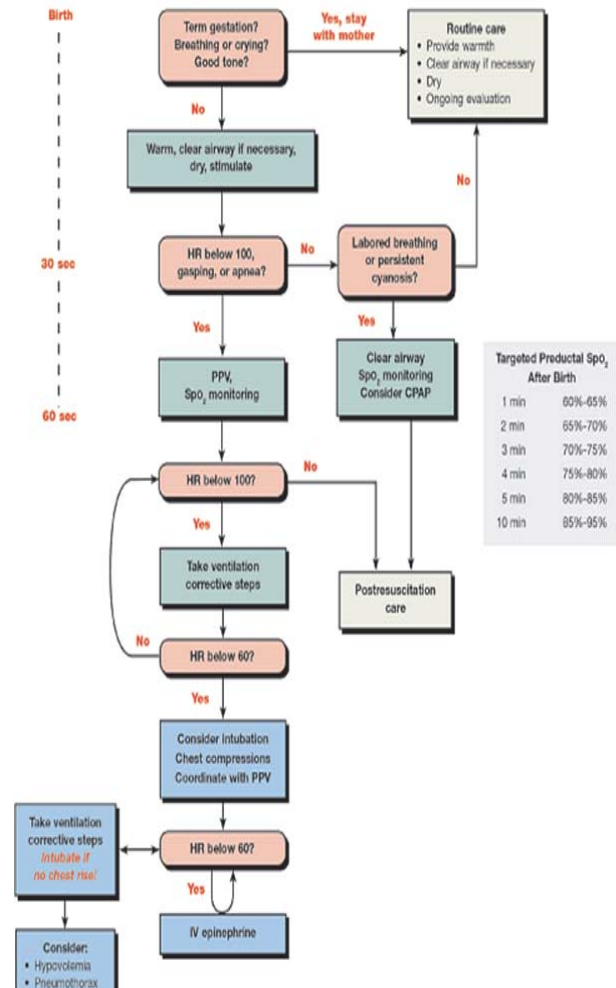 Birth
Term gestation?
Breathing or crying?
Good tone?
Yes, stay
with mother
Routine care
• Provide warmth
• Clear airway if necessary
• Dry
• Ongoing evaluation
No
Warm, clear airway if necessary,
dry, stimulate
No
30 sec
HR below 100,
gasping, or apnea?
No
Labored breathing
or persistent
cyanosis?
Yes
Yes
PPV,
SpO₂ monitoring
Clear airway
SpO₂ monitoring
Consider CPAP
60 sec
Targeted Preductal SpO₂
After Birth
1 min 60%-65%
2 min 65%-70%
3 min 70%-75%
4 min 75%-80%
5 min 80%-85%
10 min 85%-95%
HR below 100?
No
Yes
Take ventilation
corrective steps
Postresuscitation
care
No
HR below 60?
Yes
Consider intubation
Chest compressions
Coordinate with PPV
Take ventilation
corrective steps
Intubate if
no chest rise!
HR below 60?
Yes
IV epinephrine
Consider:
• Hypovolemia
• Pneumothorax